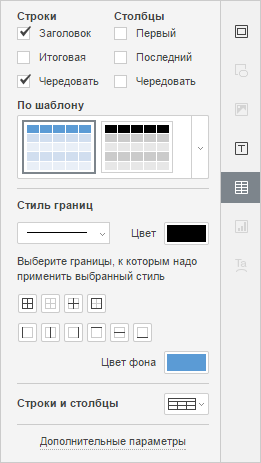 Строки Столбцы
Заголовок Первый
Итоговая Последний
Чередовать Чередовать
По шаблону
Стиль границ
Цвет
Выберите границы, к которым надо
применить выбранный стиль
Цвет фона
Строки и столбцы
Дополнительные параметры
T
Ta